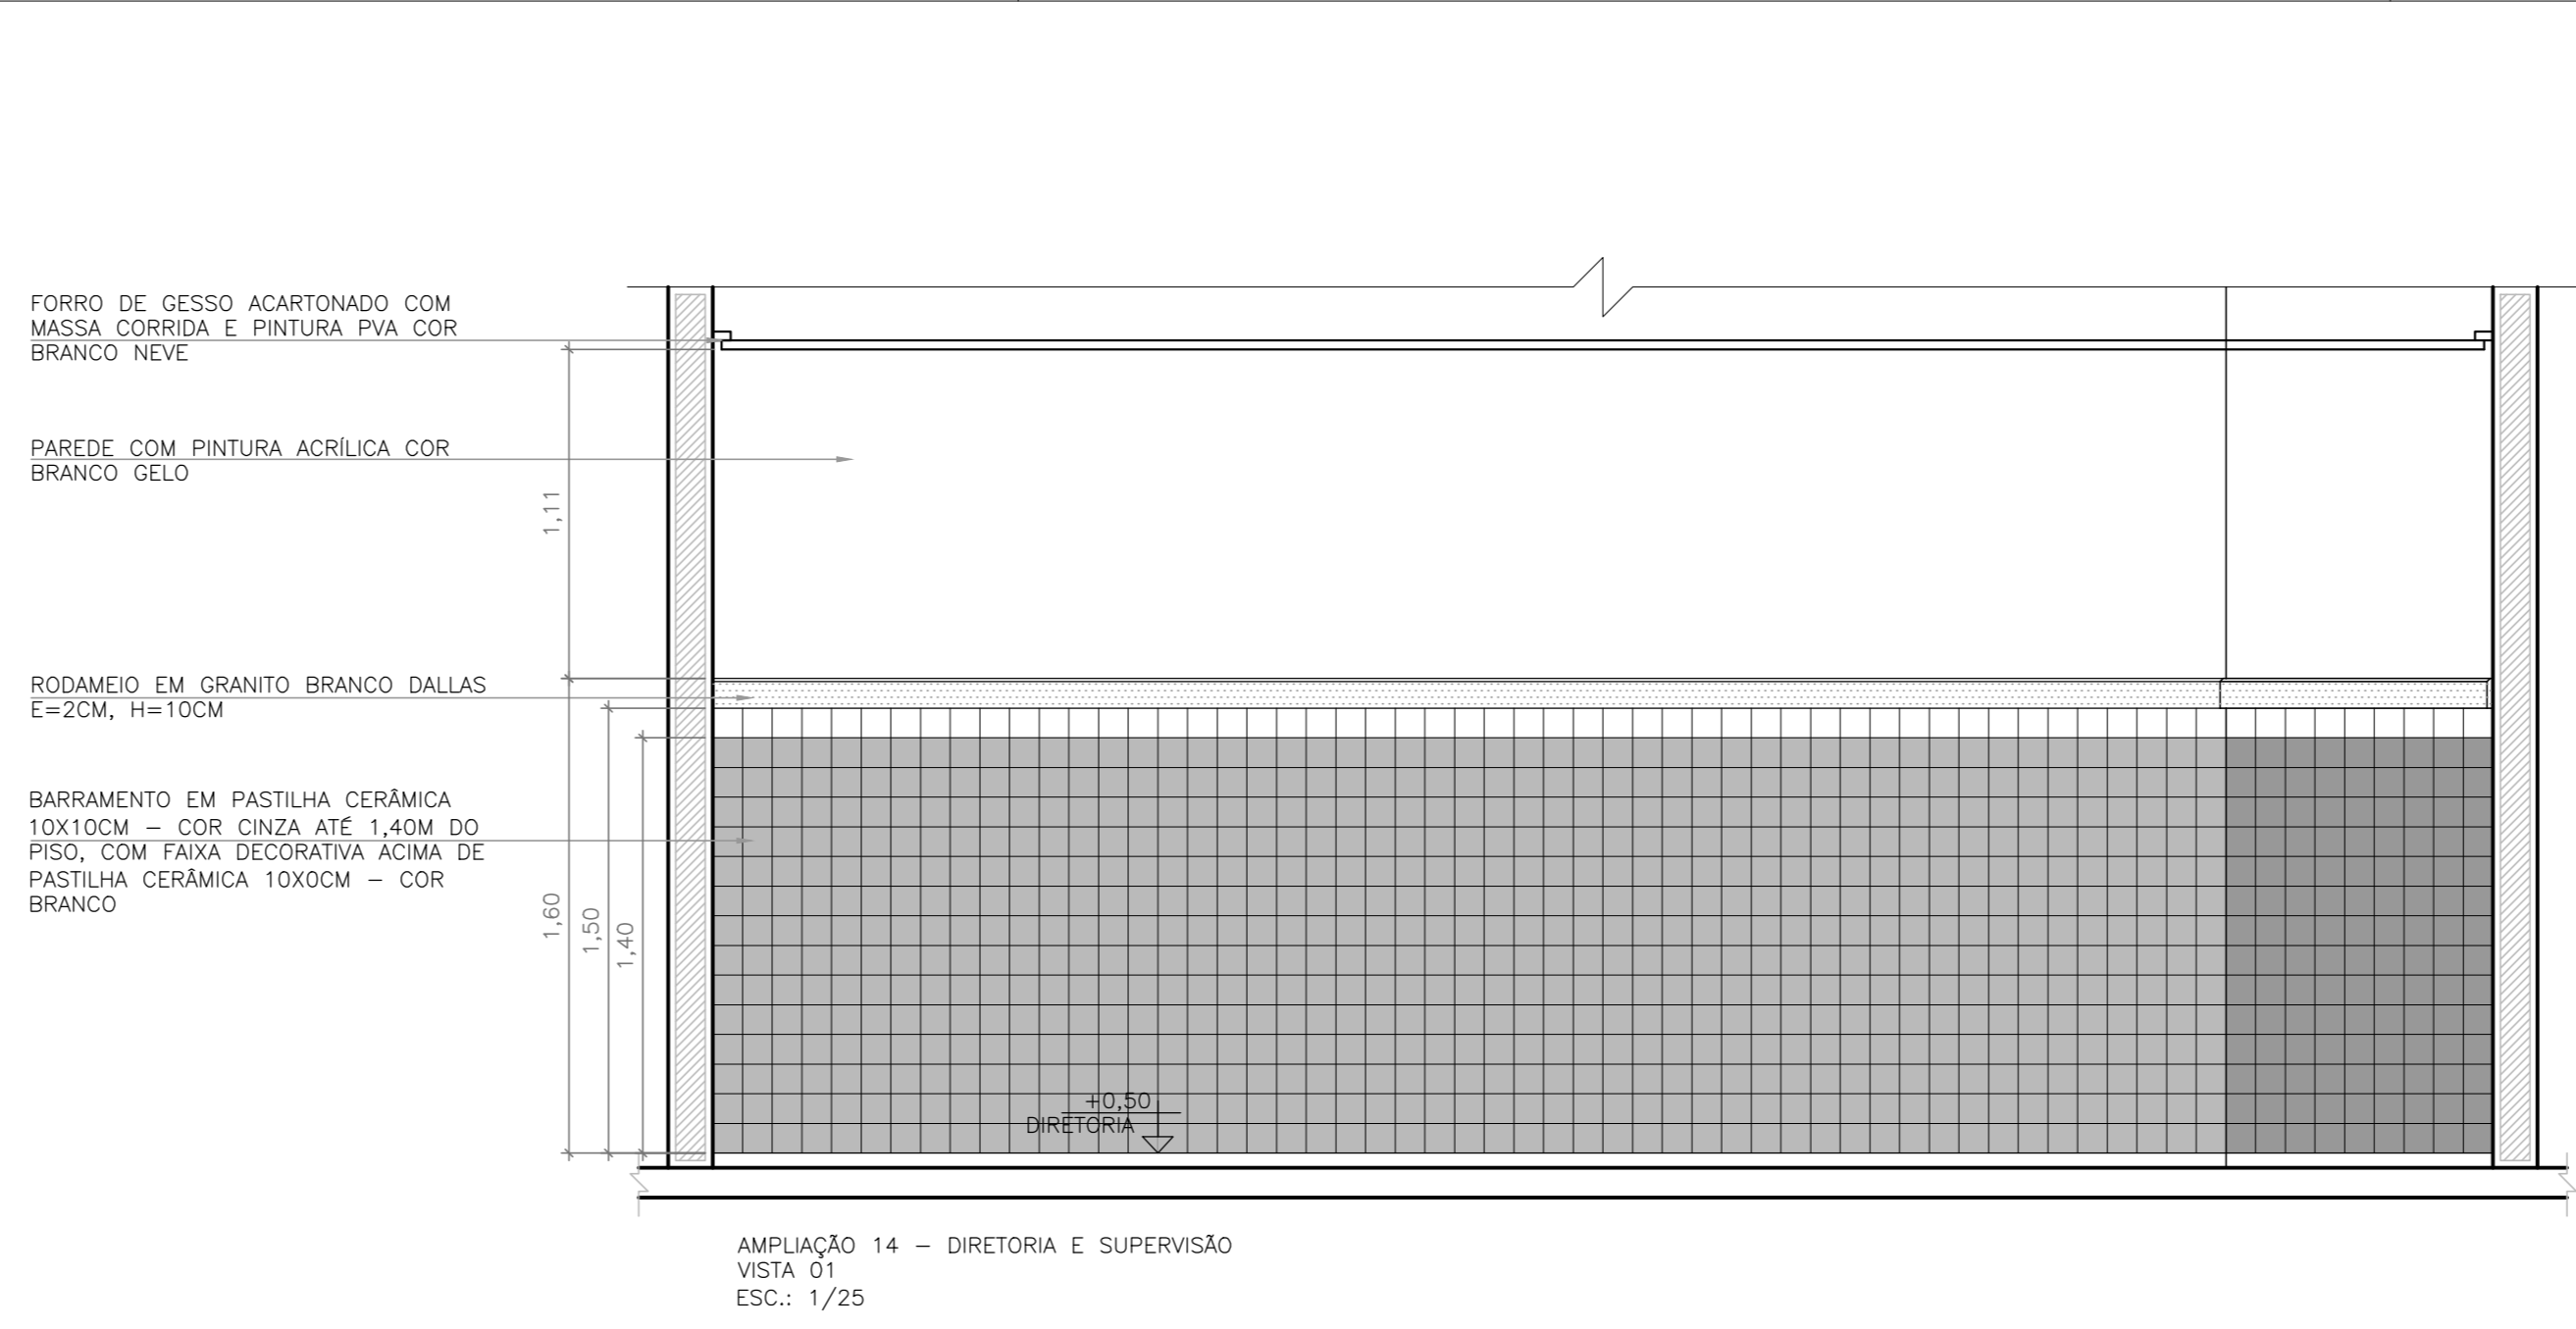 FORRO DE GESSO ACARTONADO COM
MASSA CORRIDA E PINTURA PVA COR
BRANCO NEVE
PAREDE COM PINTURA ACRÍLICA COR
BRANCO GELO
1,11
RODAMEIO EM GRANITO BRANCO DALLAS
E=2CM, H=10CM
BARRAMENTO EM PASTILHA CERÂMICA
10X10CM – COR CINZA ATÉ 1,40M DO
PISO, COM FAIXA DECORATIVA ACIMA DE
PASTILHA CERÂMICA 10X0CM – COR
BRANCO
1,60
1,50
1,40
+0,50
DIRETORIA
AMPLIAÇÃO 14 – DIRETORIA E SUPERVISÃO
VISTA 01
ESC.: 1/25